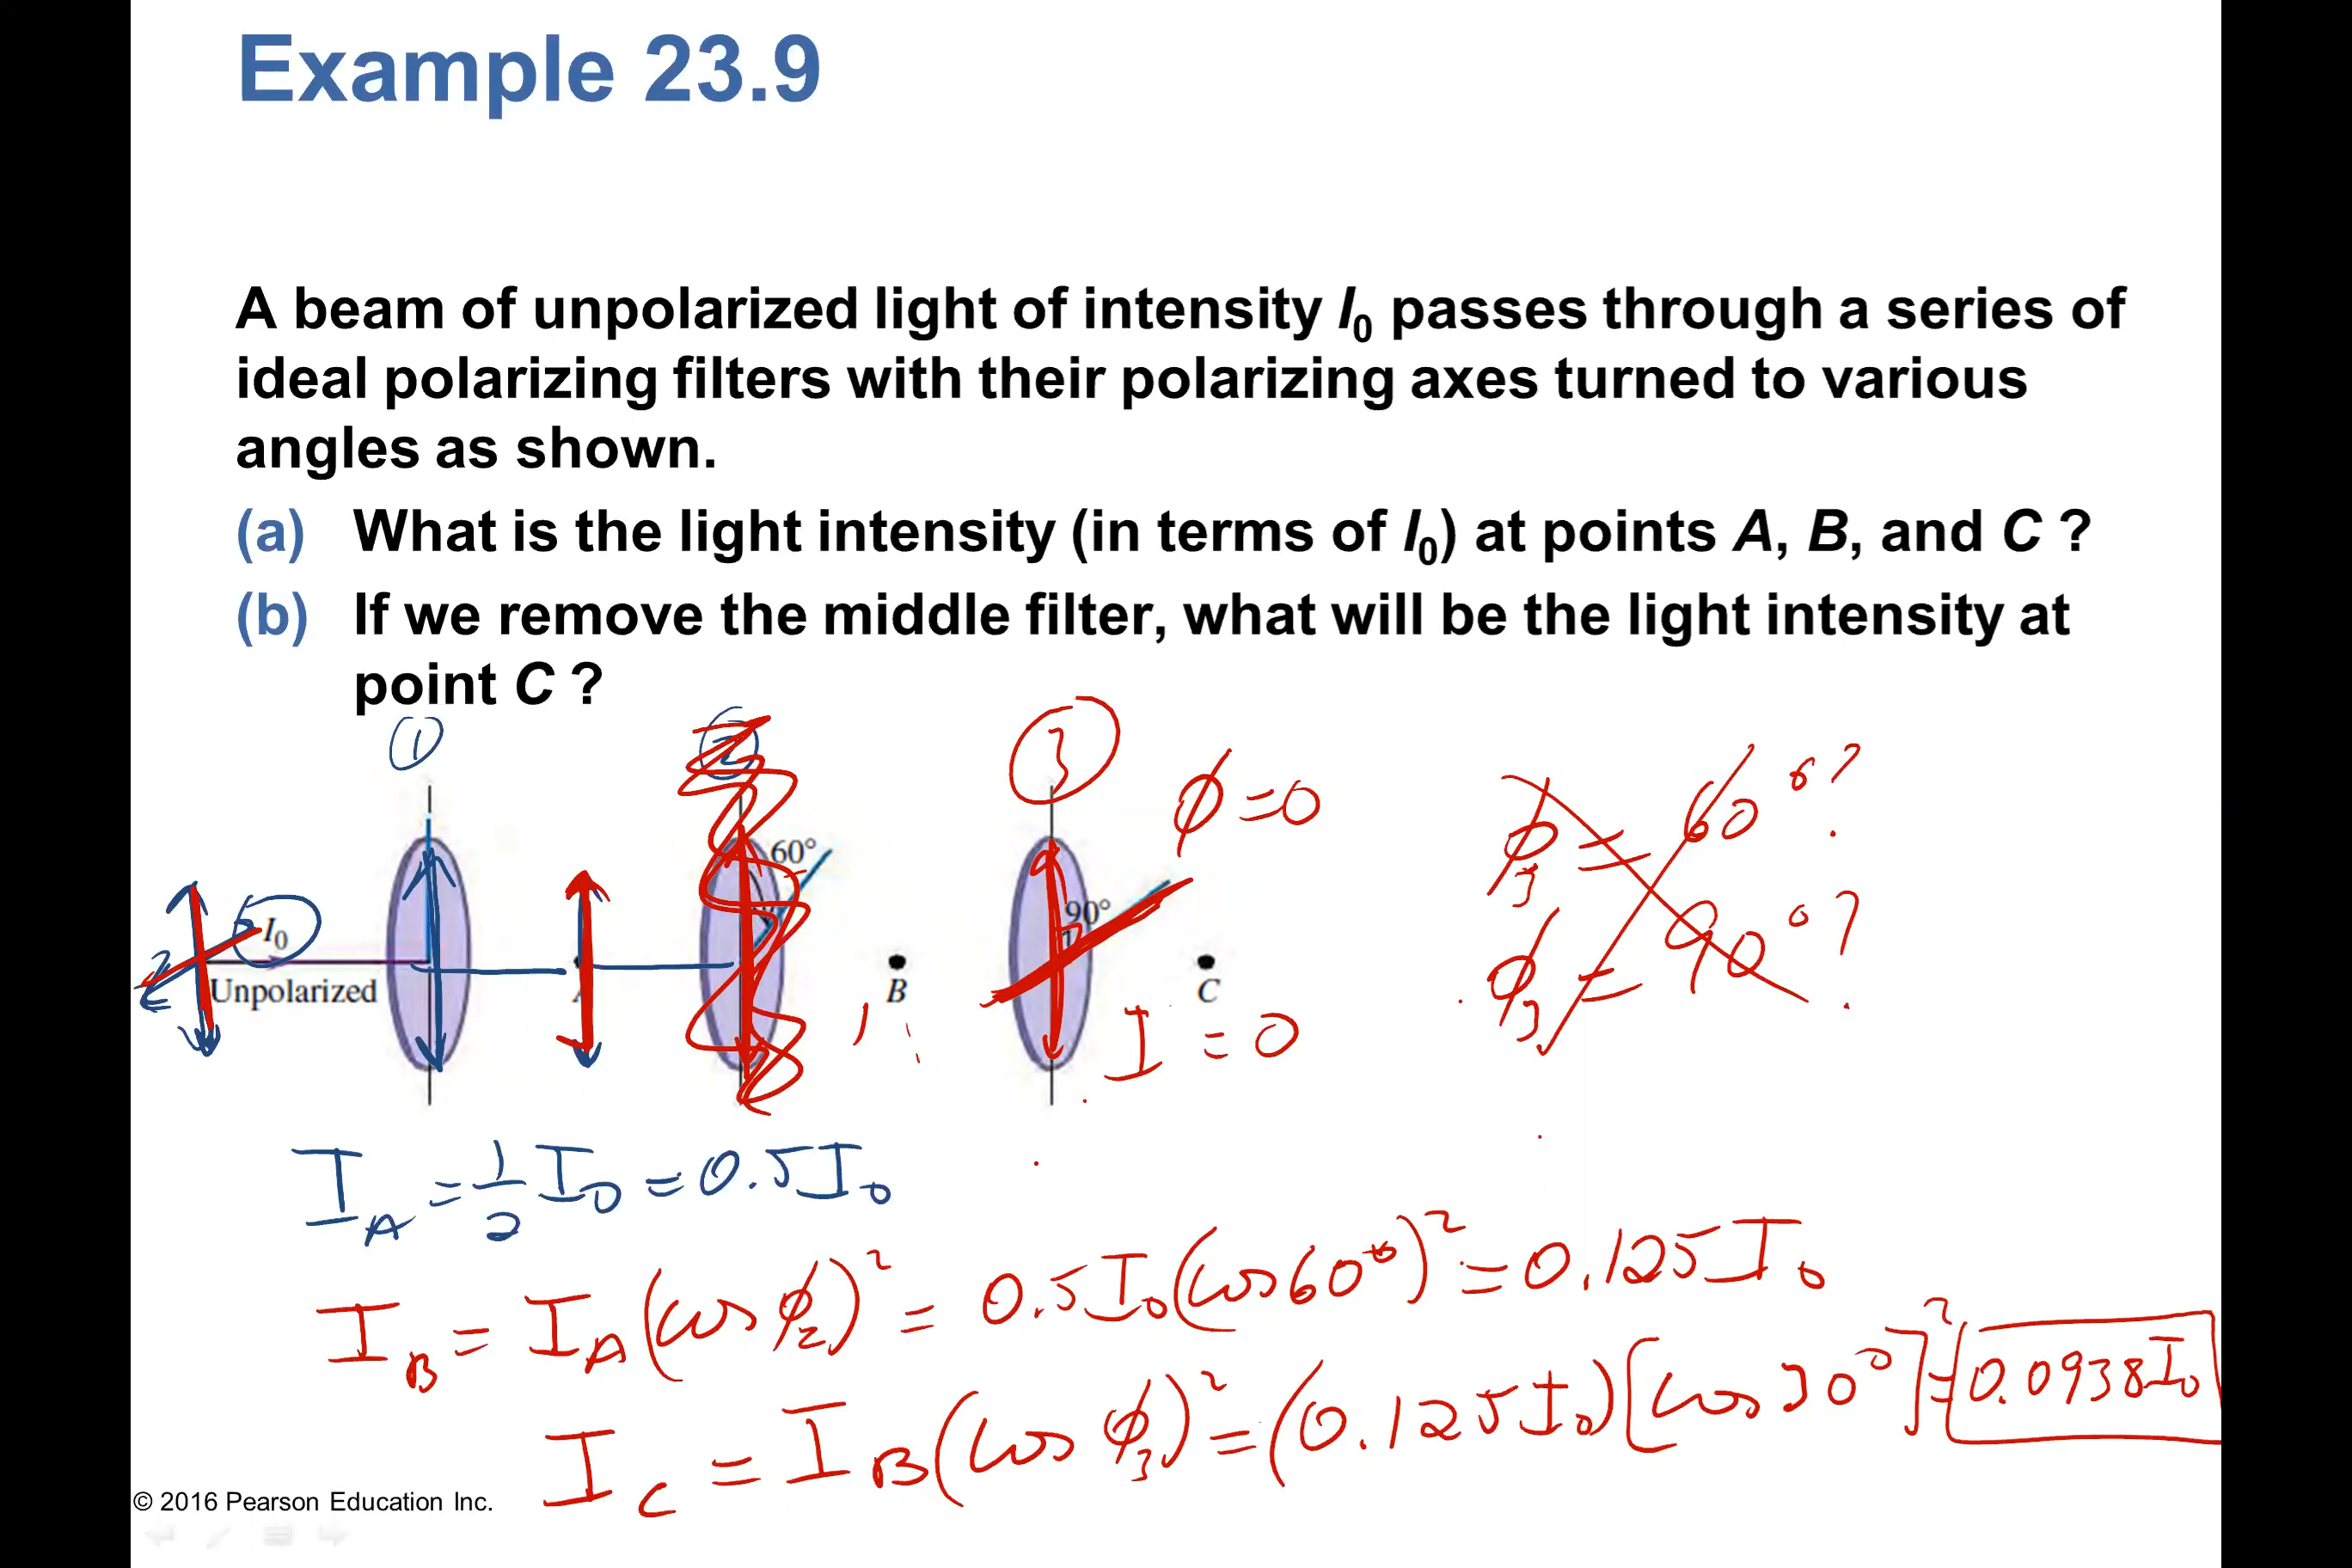 Example 23.9
A beam of unpolarized light of intensity I₀ passes through a series of
ideal polarizing filters with their polarizing axes turned to various
angles as shown.
(a) What is the light intensity (in terms of I₀) at points A, B, and C ?
(b) If we remove the middle filter, what will be the light intensity at
point C ?
① ② ③
ϕ = 0
ϕ₃ = 60° ?
60°
90°
ϕ₃ = 90° ?
I₀
Unpolarized
B
C
I = 0
I_A = 1/2 I₀ = 0.5 I₀
I_B = I_A (cos ϕ₂)² = 0.5 I₀ (cos 60°)² = 0.125 I₀
I_C = I_B (cos ϕ₃)² = (0.125 I₀) [cos 30°]² = 0.0938 I₀
© 2016 Pearson Education Inc.